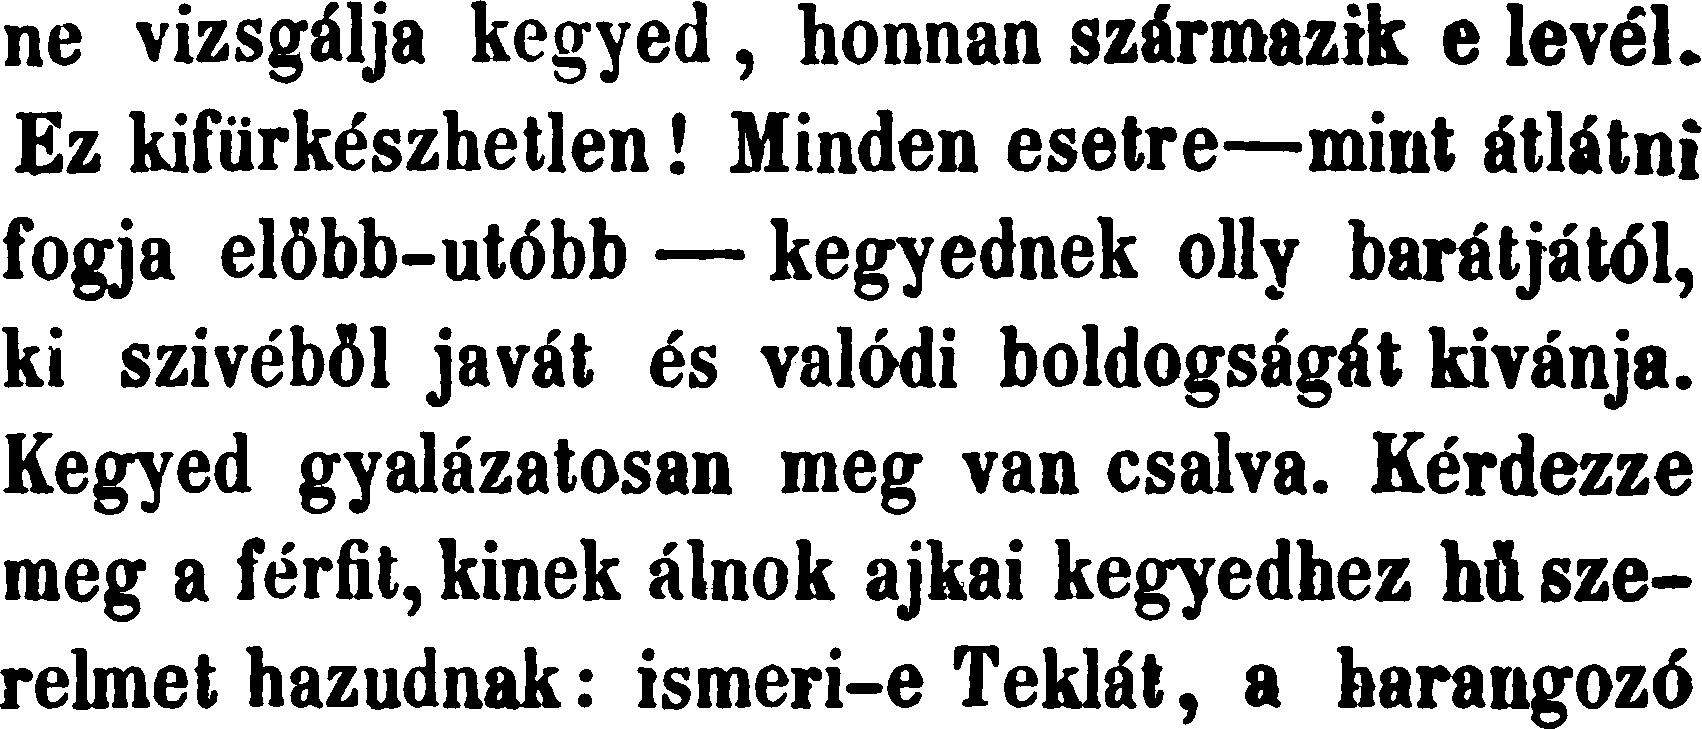 ne vizsgálja kegyed, honnan származik e levél.
Ez kifürkészhetlen! Minden esetre—mint átlátni
fogja előbb-utóbb — kegyednek olly barátjától,
ki szivéből javát és valódi boldogságát kivánja.
Kegyed gyalázatosan meg van csalva. Kérdezze
meg a férfit, kinek álnok ajkai kegyedhez hű sze-
relmet hazudnak: ismeri-e Teklát, a harangozó